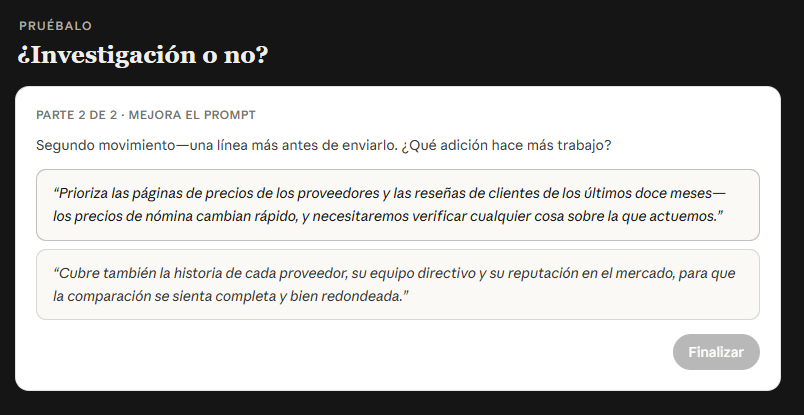 PRUÉBALO
¿Investigación o no?
PARTE 2 DE 2 · MEJORA EL PROMPT
Segundo movimiento—una línea más antes de enviarlo. ¿Qué adición hace más trabajo?
“Prioriza las páginas de precios de los proveedores y las reseñas de clientes de los últimos doce meses—
los precios de nómina cambian rápido, y necesitaremos verificar cualquier cosa sobre la que actuemos.”
“Cubre también la historia de cada proveedor, su equipo directivo y su reputación en el mercado, para que
la comparación se sienta completa y bien redondeada.”
Finalizar